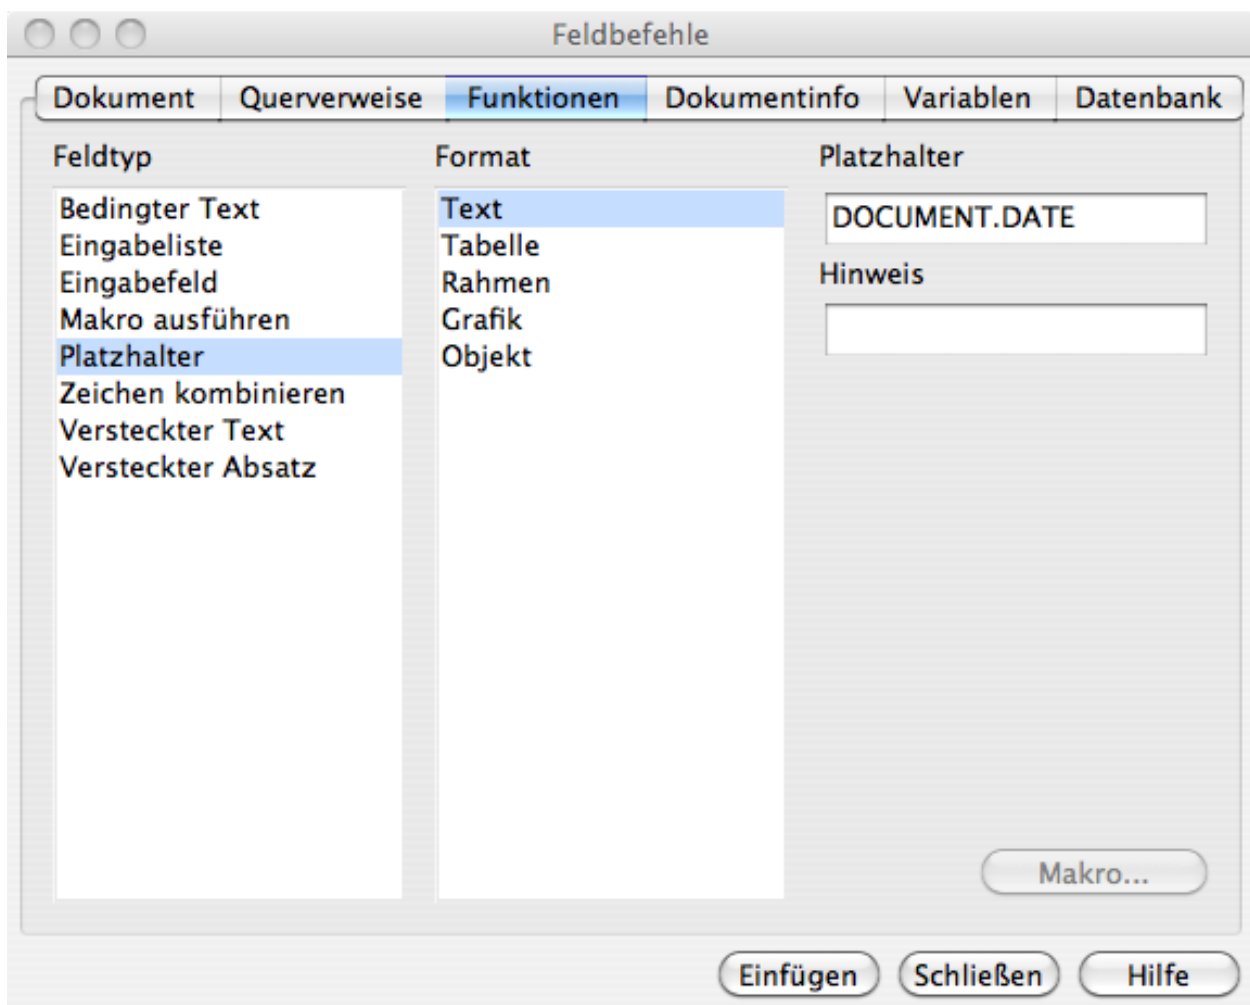 Feldbefehle
Dokument Querverweise Funktionen Dokumentinfo Variablen Datenbank
Feldtyp
Bedingter Text
Eingabeliste
Eingabefeld
Makro ausführen
Platzhalter
Zeichen kombinieren
Versteckter Text
Versteckter Absatz
Format
Text
Tabelle
Rahmen
Grafik
Objekt
Platzhalter
DOCUMENT.DATE
Hinweis
Makro...
Einfügen Schließen Hilfe